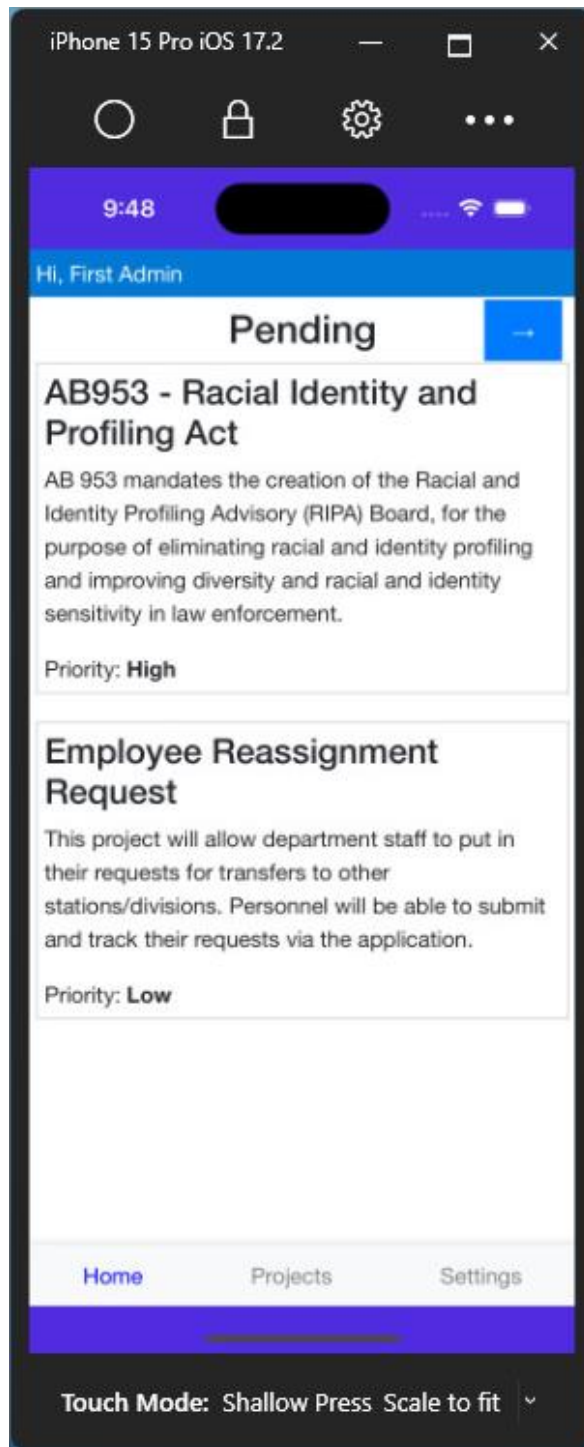 iPhone 15 Pro iOS 17.2
9:48
Hi, First Admin
Pending →
AB953 - Racial Identity and
Profiling Act
AB 953 mandates the creation of the Racial and
Identity Profiling Advisory (RIPA) Board, for the
purpose of eliminating racial and identity profiling
and improving diversity and racial and identity
sensitivity in law enforcement.
Priority: High
Employee Reassignment
Request
This project will allow department staff to put in
their requests for transfers to other
stations/divisions. Personnel will be able to submit
and track their requests via the application.
Priority: Low
Home Projects Settings
Touch Mode: Shallow Press Scale to fit